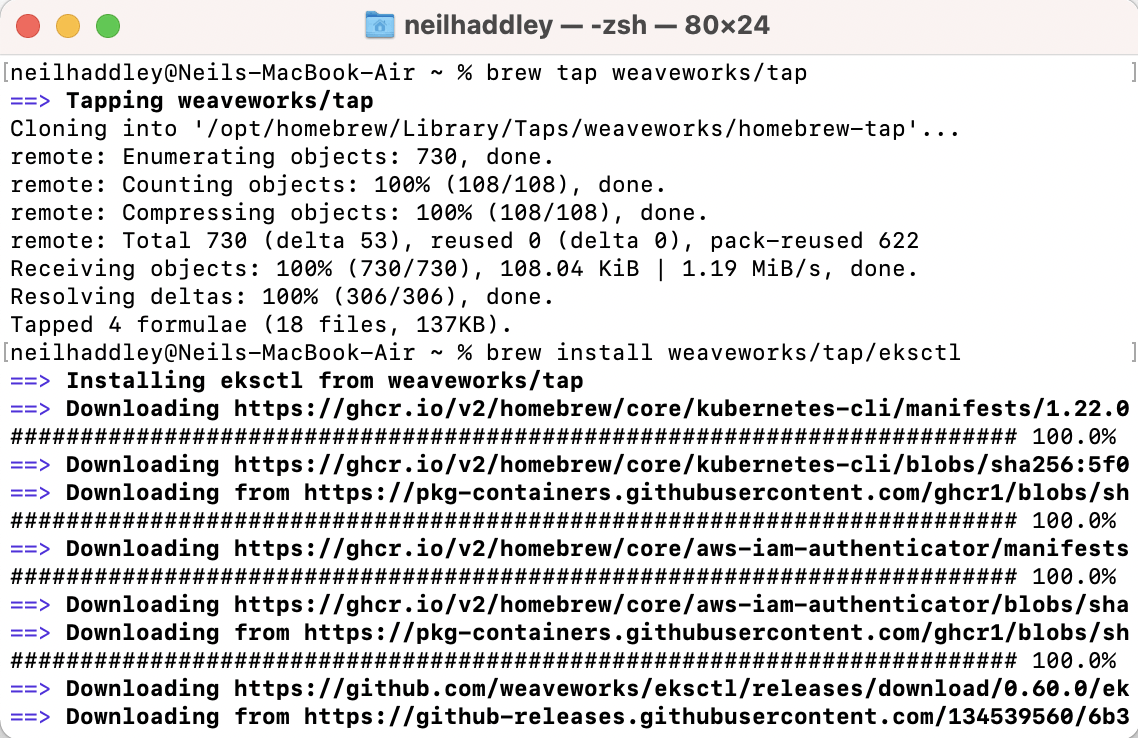 neilhaddley — -zsh — 80×24
[neilhaddley@Neils-MacBook-Air ~ % brew tap weaveworks/tap ]
==> Tapping weaveworks/tap
Cloning into '/opt/homebrew/Library/Taps/weaveworks/homebrew-tap'...
remote: Enumerating objects: 730, done.
remote: Counting objects: 100% (108/108), done.
remote: Compressing objects: 100% (108/108), done.
remote: Total 730 (delta 53), reused 0 (delta 0), pack-reused 622
Receiving objects: 100% (730/730), 108.04 KiB | 1.19 MiB/s, done.
Resolving deltas: 100% (306/306), done.
Tapped 4 formulae (18 files, 137KB).
[neilhaddley@Neils-MacBook-Air ~ % brew install weaveworks/tap/eksctl ]
==> Installing eksctl from weaveworks/tap
==> Downloading https://ghcr.io/v2/homebrew/core/kubernetes-cli/manifests/1.22.0
######################################################################## 100.0%
==> Downloading https://ghcr.io/v2/homebrew/core/kubernetes-cli/blobs/sha256:5f0
==> Downloading from https://pkg-containers.githubusercontent.com/ghcr1/blobs/sh
######################################################################## 100.0%
==> Downloading https://ghcr.io/v2/homebrew/core/aws-iam-authenticator/manifests
######################################################################## 100.0%
==> Downloading https://ghcr.io/v2/homebrew/core/aws-iam-authenticator/blobs/sha
==> Downloading from https://pkg-containers.githubusercontent.com/ghcr1/blobs/sh
######################################################################## 100.0%
==> Downloading https://github.com/weaveworks/eksctl/releases/download/0.60.0/ek
==> Downloading from https://github-releases.githubusercontent.com/134539560/6b3